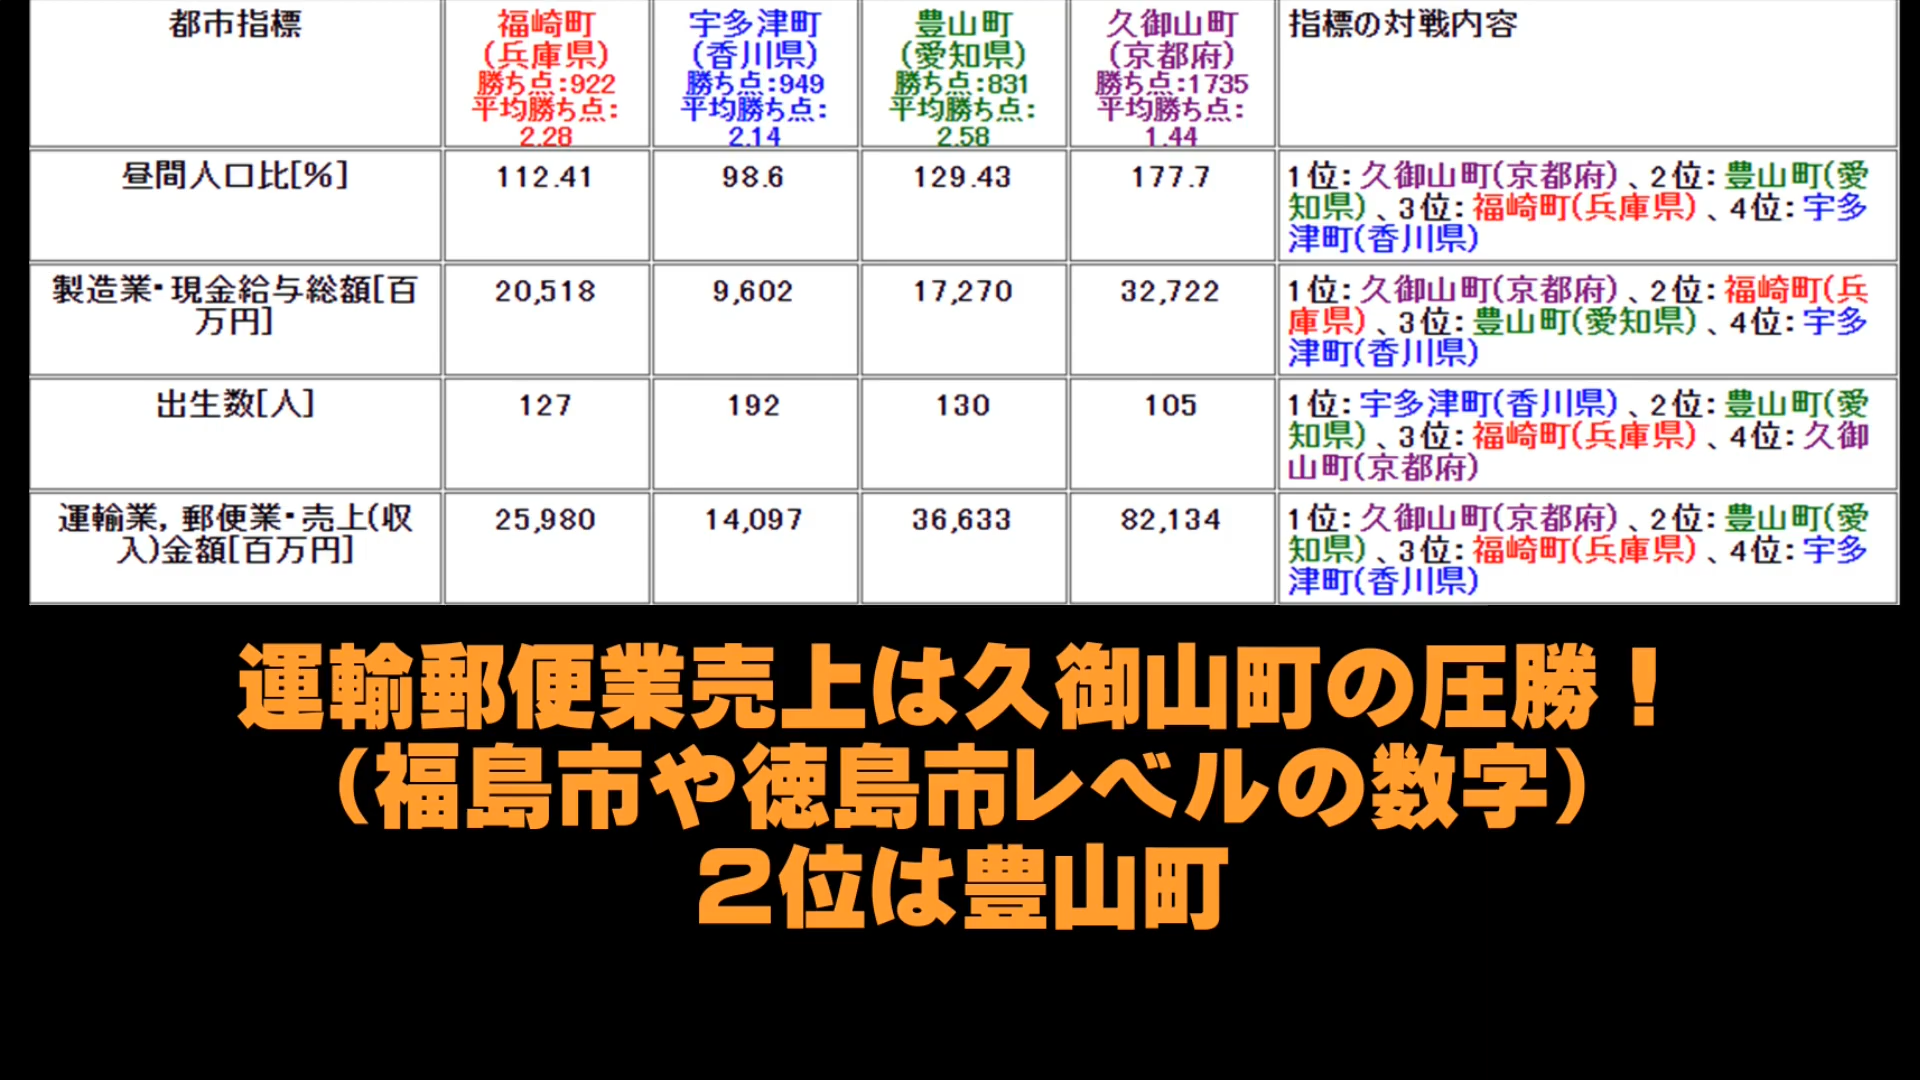 都市指標
福崎町
(兵庫県)
勝ち点:922
平均勝ち点:
2.28
宇多津町
(香川県)
勝ち点:949
平均勝ち点:
2.14
豊山町
(愛知県)
勝ち点:831
平均勝ち点:
2.58
久御山町
(京都府)
勝ち点:1735
平均勝ち点:
1.44
指標の対戦内容
昼間人口比[%]
112.41
98.6
129.43
177.7
1位:久御山町(京都府)、2位:豊山町(愛
知県)、3位:福崎町(兵庫県)、4位:宇多
津町(香川県)
製造業・現金給与総額[百
万円]
20,518
9,602
17,270
32,722
1位:久御山町(京都府)、2位:福崎町(兵
庫県)、3位:豊山町(愛知県)、4位:宇多
津町(香川県)
出生数[人]
127
192
130
105
1位:宇多津町(香川県)、2位:豊山町(愛
知県)、3位:福崎町(兵庫県)、4位:久御
山町(京都府)
運輸業，郵便業・売上(収
入)金額[百万円]
25,980
14,097
36,633
82,134
1位:久御山町(京都府)、2位:豊山町(愛
知県)、3位:福崎町(兵庫県)、4位:宇多
津町(香川県)
運輸郵便業売上は久御山町の圧勝！
（福島市や徳島市レベルの数字）
２位は豊山町